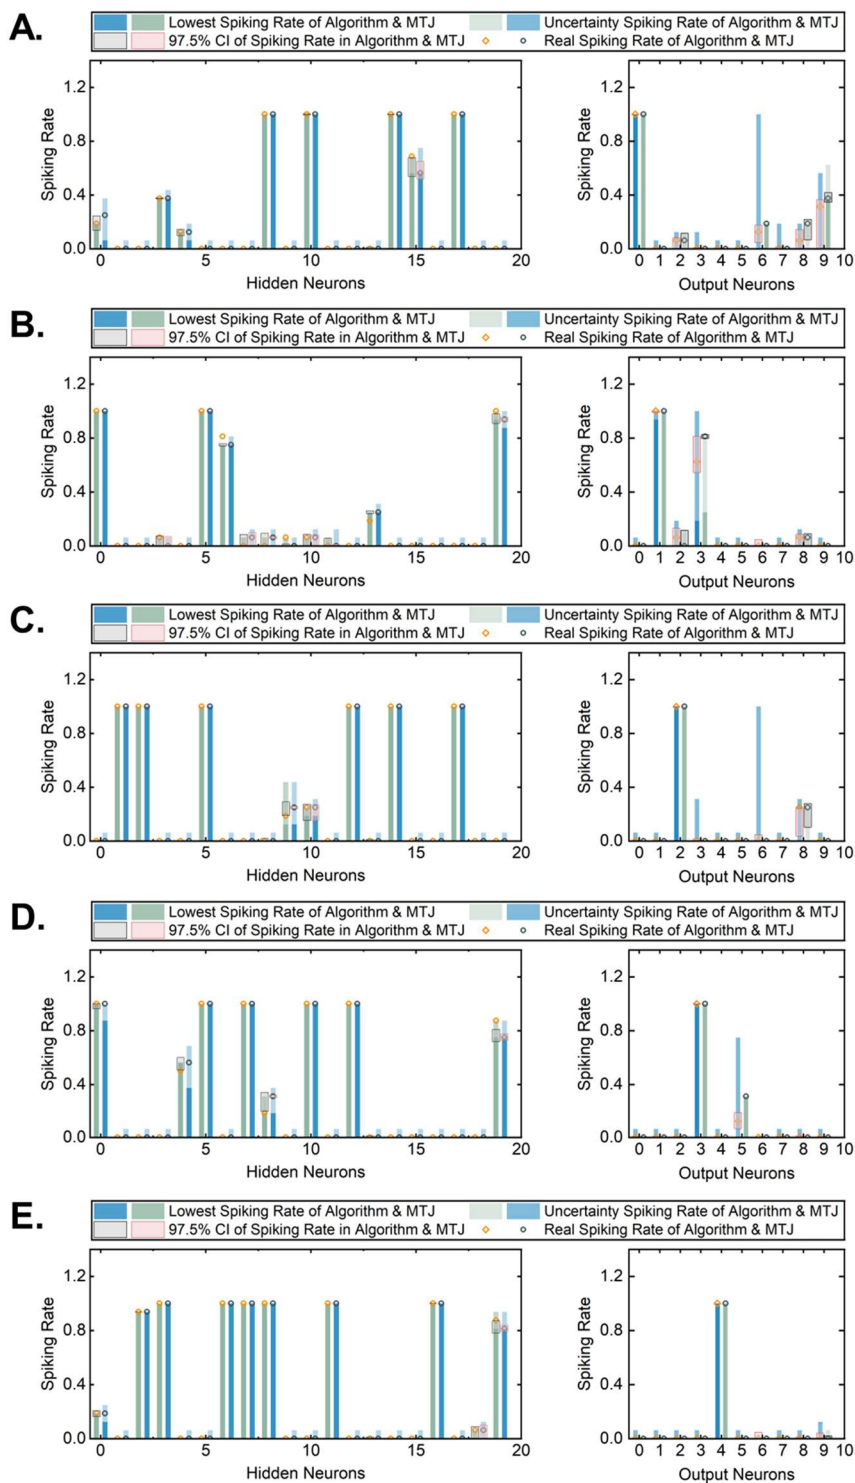 A.
Lowest Spiking Rate of Algorithm & MTJ Uncertainty Spiking Rate of Algorithm & MTJ
97.5% CI of Spiking Rate in Algorithm & MTJ Real Spiking Rate of Algorithm & MTJ
Spiking Rate
1.2
0.8
0.4
0.0
0 5 10 15 20
Hidden Neurons
Spiking Rate
1.2
0.8
0.4
0.0
0 1 2 3 4 5 6 7 8 9 10
Output Neurons
B.
Lowest Spiking Rate of Algorithm & MTJ Uncertainty Spiking Rate of Algorithm & MTJ
97.5% CI of Spiking Rate in Algorithm & MTJ Real Spiking Rate of Algorithm & MTJ
Spiking Rate
1.2
0.8
0.4
0.0
0 5 10 15 20
Hidden Neurons
Spiking Rate
1.2
0.8
0.4
0.0
0 1 2 3 4 5 6 7 8 9 10
Output Neurons
C.
Lowest Spiking Rate of Algorithm & MTJ Uncertainty Spiking Rate of Algorithm & MTJ
97.5% CI of Spiking Rate in Algorithm & MTJ Real Spiking Rate of Algorithm & MTJ
Spiking Rate
1.2
0.8
0.4
0.0
0 5 10 15 20
Hidden Neurons
Spiking Rate
1.2
0.8
0.4
0.0
0 1 2 3 4 5 6 7 8 9 10
Output Neurons
D.
Lowest Spiking Rate of Algorithm & MTJ Uncertainty Spiking Rate of Algorithm & MTJ
97.5% CI of Spiking Rate in Algorithm & MTJ Real Spiking Rate of Algorithm & MTJ
Spiking Rate
1.2
0.8
0.4
0.0
0 5 10 15 20
Hidden Neurons
Spiking Rate
1.2
0.8
0.4
0.0
0 1 2 3 4 5 6 7 8 9 10
Output Neurons
E.
Lowest Spiking Rate of Algorithm & MTJ Uncertainty Spiking Rate of Algorithm & MTJ
97.5% CI of Spiking Rate in Algorithm & MTJ Real Spiking Rate of Algorithm & MTJ
Spiking Rate
1.2
0.8
0.4
0.0
0 5 10 15 20
Hidden Neurons
Spiking Rate
1.2
0.8
0.4
0.0
0 1 2 3 4 5 6 7 8 9 10
Output Neurons